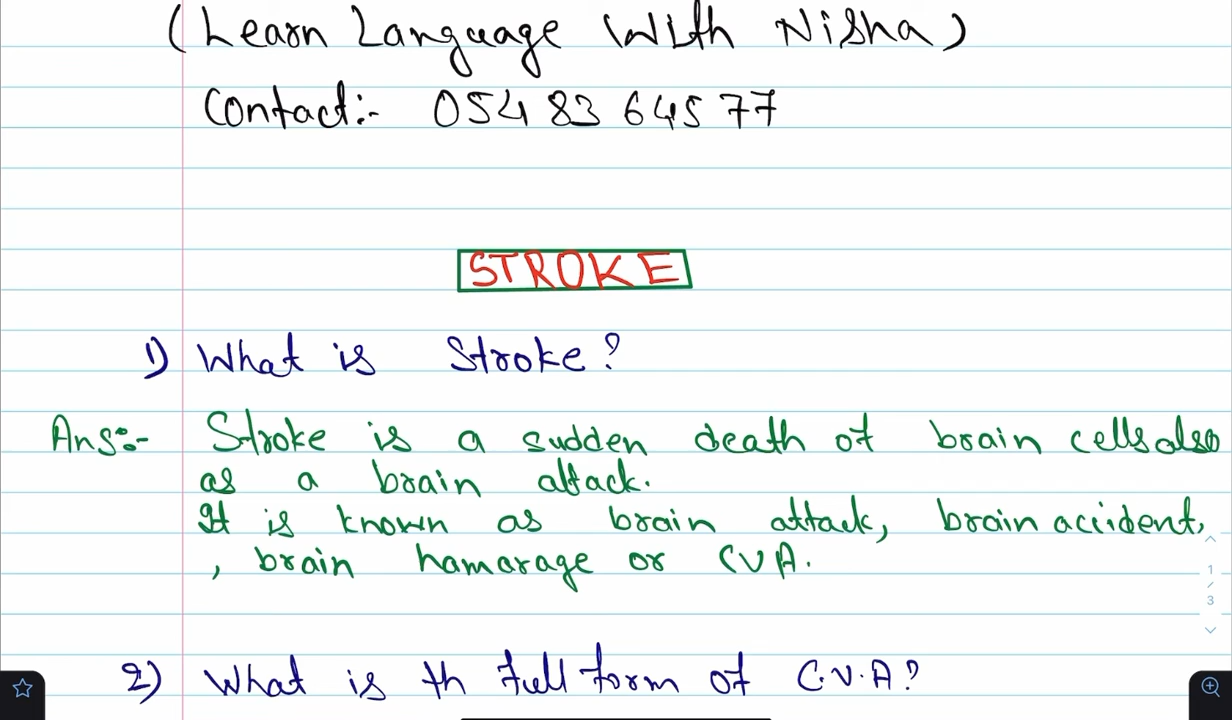 (Learn Language With Nisha)
Contact:- 054 83 645 77
STROKE
1) What is Stroke?
Ans:- Stroke is a sudden death of brain cells also
as a brain attack.
It is known as brain attack, brain accident,
, brain hamarage or CVA.
2) What is th full form of C.V.A?
1
/
3